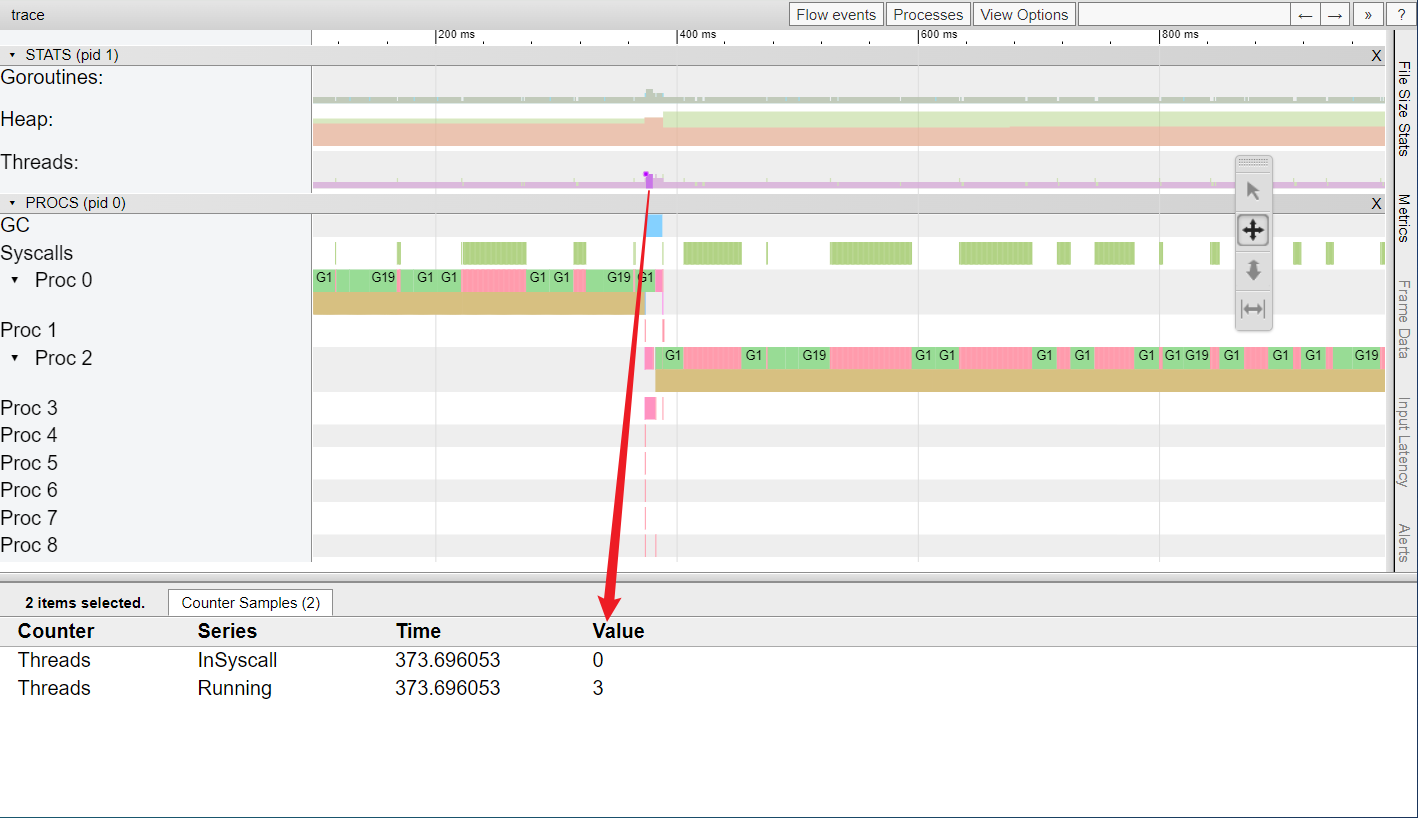 trace Flow events Processes View Options ← → » ?
200 ms 400 ms 600 ms 800 ms
▾ STATS (pid 1) X
Goroutines:
Heap:
Threads:
▾ PROCS (pid 0) X
GC
Syscalls
▾ Proc 0 G1 G19 G1 G1 G1 G1 G19 G1
Proc 1
▾ Proc 2 G1 G1 G19 G1 G1 G1 G1 G1 G1 G19 G1 G1 G1 G19
Proc 3
Proc 4
Proc 5
Proc 6
Proc 7
Proc 8
File Size Stats
Metrics
Frame Data
Input Latency
Alerts
2 items selected. Counter Samples (2)
Counter Series Time Value
Threads InSyscall 373.696053 0
Threads Running 373.696053 3